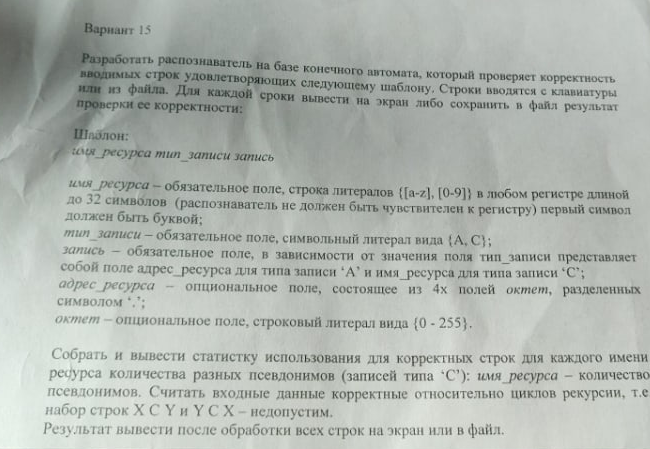 Вариант 15
Разработать распознаватель на базе конечного автомата, который проверяет корректность
вводимых строк удовлетворяющих следующему шаблону. Строки вводятся с клавиатуры
или из файла. Для каждой сроки вывести на экран либо сохранить в файл результат
проверки ее корректности:
Шаблон:
имя_ресурса тип_записи запись
имя_ресурса – обязательное поле, строка литералов {[a-z], [0-9]} в любом регистре длиной
до 32 символов (распознаватель не должен быть чувствителен к регистру) первый символ
должен быть буквой;
тип_записи – обязательное поле, символьный литерал вида {A, C};
запись – обязательное поле, в зависимости от значения поля тип_записи представляет
собой поле адрес_ресурса для типа записи ‘A’ и имя_ресурса для типа записи ‘C’;
адрес_ресурса – опциональное поле, состоящее из 4х полей октет, разделенных
символом ‘.’;
октет – опциональное поле, строковый литерал вида {0 - 255}.
Собрать и вывести статистку использования для корректных строк для каждого имени
ресурса количества разных псевдонимов (записей типа ‘C’): имя_ресурса – количество
псевдонимов. Считать входные данные корректные относительно циклов рекурсии, т.е
набор строк X C Y и Y C X – недопустим.
Результат вывести после обработки всех строк на экран или в файл.